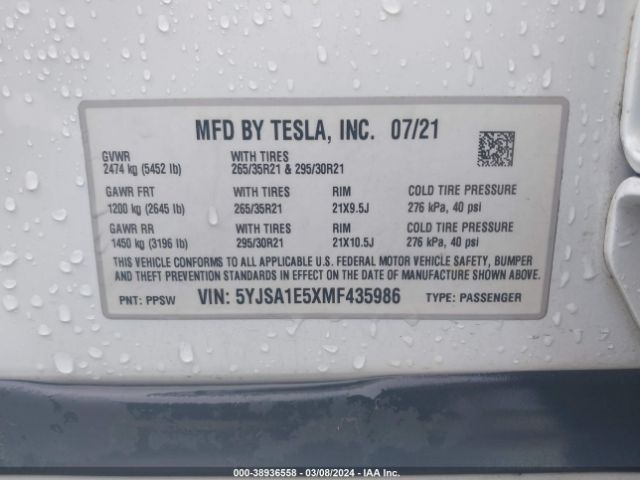 MFD BY TESLA, INC. 07/21
GVWR WITH TIRES
2474 kg (5452 lb) 265/35R21 & 295/30R21
GAWR FRT WITH TIRES RIM COLD TIRE PRESSURE
1200 kg (2645 lb) 265/35R21 21X9.5J 276 kPa, 40 psi
GAWR RR
1450 kg (3196 lb) 295/30R21 21X10.5J 276 kPa, 40 psi
WITH TIRES RIM COLD TIRE PRESSURE
THIS VEHICLE CONFORMS TO ALL APPLICABLE U.S. FEDERAL MOTOR VEHICLE SAFETY, BUMPER
AND THEFT PREVENTION STANDARDS IN EFFECT ON THE DATE OF MANUFACTURE SHOWN ABOVE.
PNT: PPSW VIN: 5YJSA1E5XMF435986 TYPE: PASSENGER
000-38936558 - 03/08/2024 - IAA Inc.